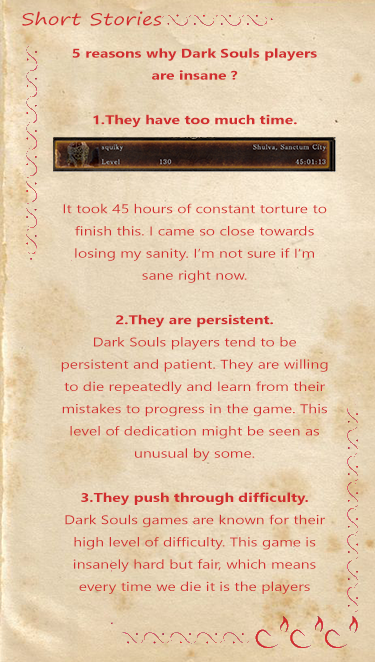 Short Stories
5 reasons why Dark Souls players
are insane ?
1.They have too much time.
squiky Shulva, Sanctum City
Level 130 45:01:13
It took 45 hours of constant torture to
finish this. I came so close towards
losing my sanity. I'm not sure if I'm
sane right now.
2.They are persistent.
Dark Souls players tend to be
persistent and patient. They are willing
to die repeatedly and learn from their
mistakes to progress in the game. This
level of dedication might be seen as
unusual by some.
3.They push through difficulty.
Dark Souls games are known for their
high level of difficulty. This game is
insanely hard but fair, which means
every time we die it is the players